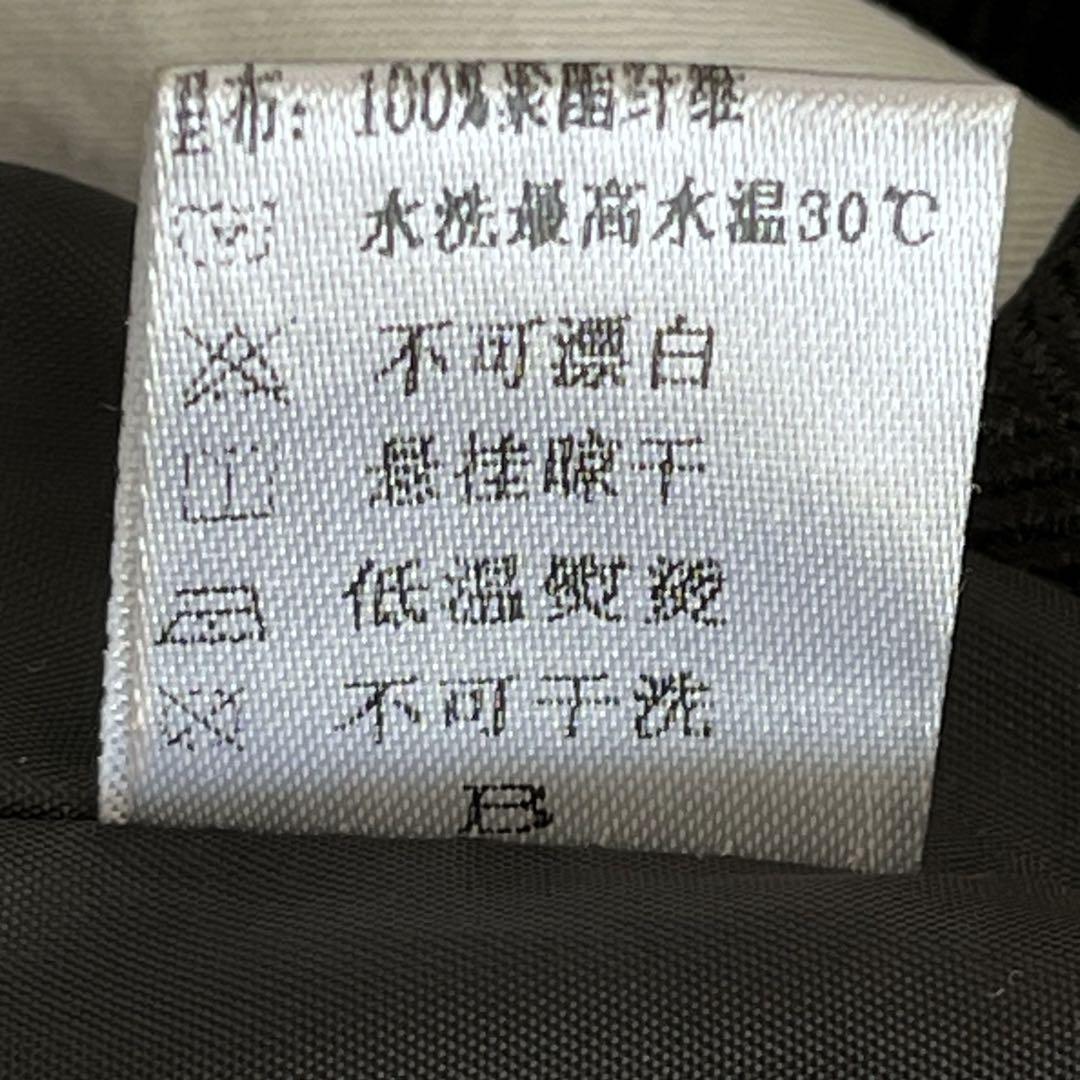 里布：100%聚酯纤维
水洗最高水温30℃
不可漂白
悬挂晾干
低温熨烫
不可干洗
B